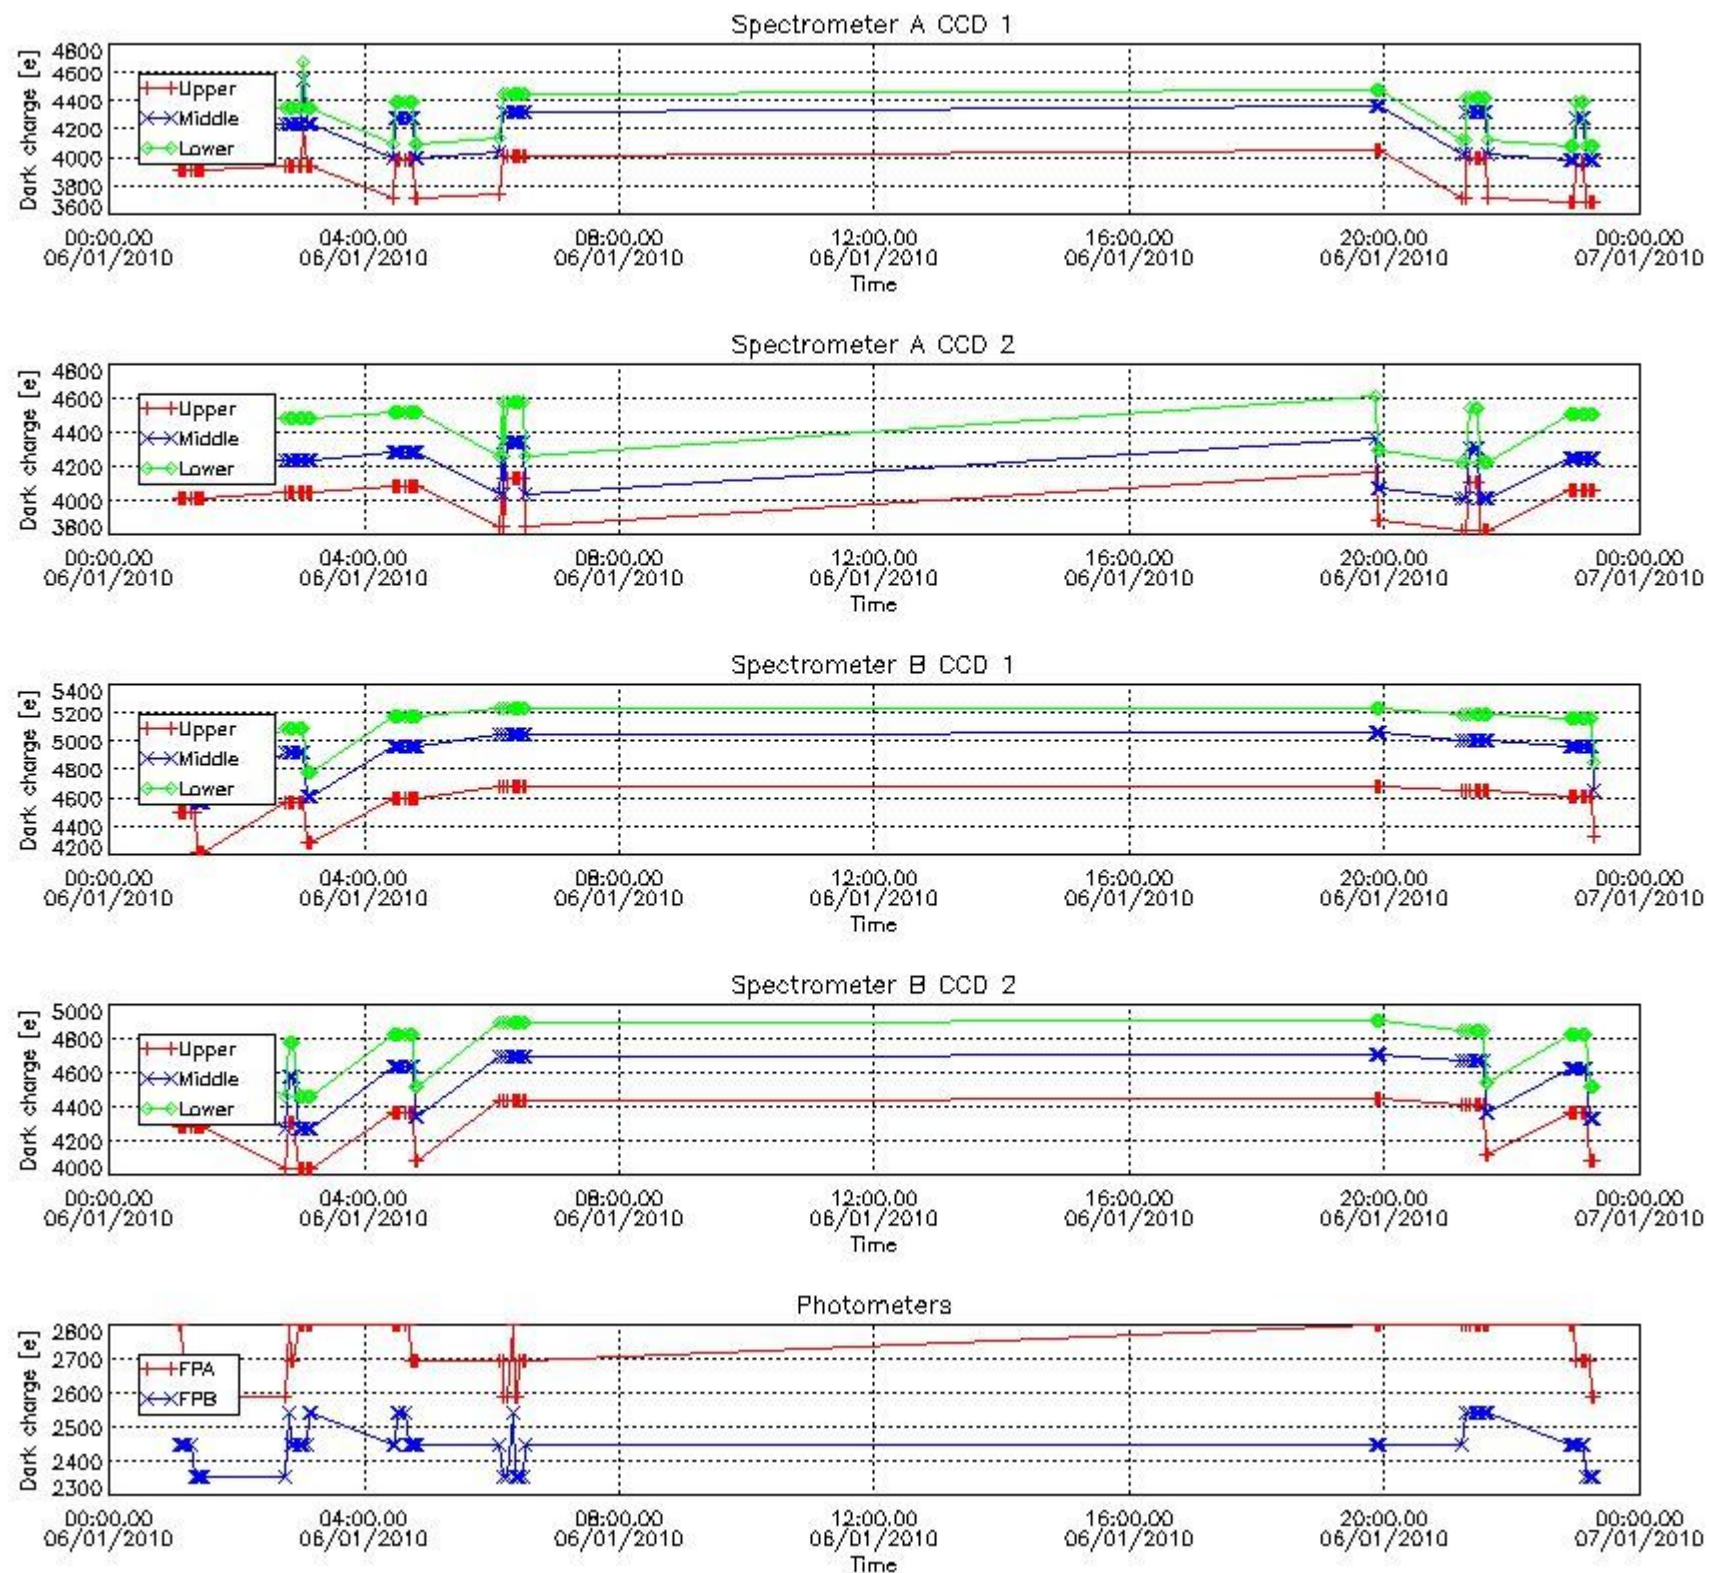 Spectrometer A CCD 1
Dark charge [e]
4800
4600
4400
4200
4000
3800
3600
Upper
Middle
Lower
00:00.00 04:00.00 08:00.00 12:00.00 16:00.00 20:00.00 00:00.00
06/01/2010 06/01/2010 06/01/2010 06/01/2010 06/01/2010 06/01/2010 07/01/2010
Time
Spectrometer A CCD 2
Dark charge [e]
4800
4600
4400
4200
4000
3800
Upper
Middle
Lower
00:00.00 04:00.00 08:00.00 12:00.00 16:00.00 20:00.00 00:00.00
06/01/2010 06/01/2010 06/01/2010 06/01/2010 06/01/2010 06/01/2010 07/01/2010
Time
Spectrometer B CCD 1
Dark charge [e]
5400
5200
5000
4800
4600
4400
4200
Upper
Middle
Lower
00:00.00 04:00.00 08:00.00 12:00.00 16:00.00 20:00.00 00:00.00
06/01/2010 06/01/2010 06/01/2010 06/01/2010 06/01/2010 06/01/2010 07/01/2010
Time
Spectrometer B CCD 2
Dark charge [e]
5000
4800
4600
4400
4200
4000
Upper
Middle
Lower
00:00.00 04:00.00 08:00.00 12:00.00 16:00.00 20:00.00 00:00.00
06/01/2010 06/01/2010 06/01/2010 06/01/2010 06/01/2010 06/01/2010 07/01/2010
Time
Photometers
Dark charge [e]
2800
2700
2600
2500
2400
2300
FPA
FPB
00:00.00 04:00.00 08:00.00 12:00.00 16:00.00 20:00.00 00:00.00
06/01/2010 06/01/2010 06/01/2010 06/01/2010 06/01/2010 06/01/2010 07/01/2010
Time